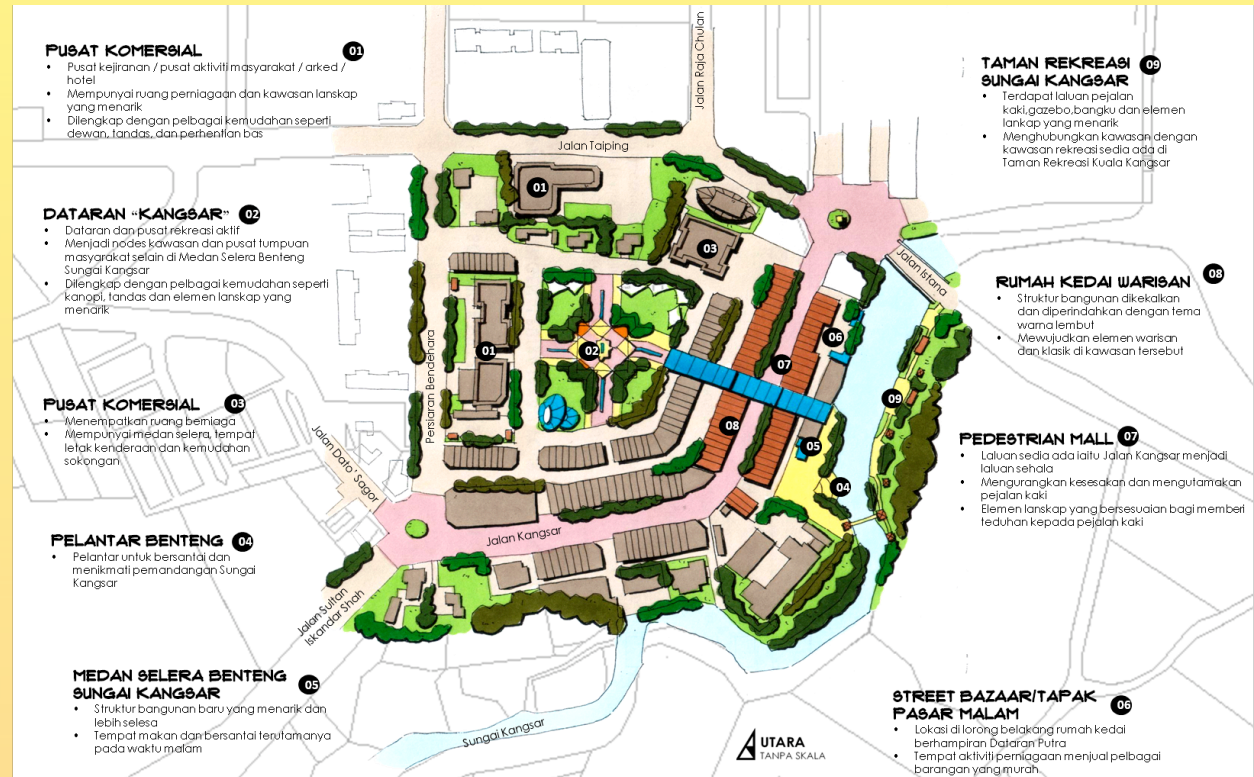 PUSAT KOMERSIAL 01
• Pusat kejiranan / pusat aktiviti masyarakat / arked /
hotel
• Mempunyai ruang perniagaan dan kawasan lanskap
yang menarik
• Dilengkap dengan pelbagai kemudahan seperti
dewan, tandas, dan perhentian bas
DATARAN “KANGSAR” 02
• Dataran dan pusat rekreasi aktif
• Menjadi nodes kawasan dan pusat tumpuan
masyarakat selain di Medan Selera Benteng
Sungai Kangsar
• Dilengkap dengan pelbagai kemudahan seperti
kanopi, tandas dan elemen lanskap yang
menarik
PUSAT KOMERSIAL 03
• Menempatkan ruang berniaga
• Mempunyai medan selera, tempat
letak kenderaan dan kemudahan
sokongan
PELANTAR BENTENG 04
• Pelantar untuk bersantai dan
menikmati pemandangan Sungai
Kangsar
MEDAN SELERA BENTENG
SUNGAI KANGSAR 05
• Struktur bangunan baru yang menarik dan
lebih selesa
• Tempat makan dan bersantai terutamanya
pada waktu malam
Jalan Raja Chulan
Jalan Taiping
01
03
Jalan Istana
Persiaran Bendehara
01
02
06
07
09
08
05
04
Jalan Dato' Sagor
Jalan Kangsar
Jalan Sultan
Iskandar Shah
Sungai Kangsar
UTARA
TANPA SKALA
TAMAN REKREASI
SUNGAI KANGSAR 09
• Terdapat laluan pejalan
kaki,gazebo,bangku dan elemen
lankap yang menarik
• Menghubungkan kawasan dengan
kawasan rekreasi sedia ada di
Taman Rekreasi Kuala Kangsar
RUMAH KEDAI WARISAN 08
• Struktur bangunan dikekalkan
dan diperindahkan dengan tema
warna lembut
• Mewujudkan elemen warisan
dan klasik di kawasan tersebut
PEDESTRIAN MALL 07
• Laluan sedia ada iaitu Jalan Kangsar menjadi
laluan sehala
• Mengurangkan kesesakan dan mengutamakan
pejalan kaki
• Elemen lanskap yang bersesuaian bagi memberi
teduhan kepada pejalan kaki
STREET BAZAAR/TAPAK
PASAR MALAM 06
• Lokasi di lorong belakang rumah kedai
berhampiran Dataran Putra
• Tempat aktiviti perniagaan menjual pelbagai
barangan yang murah